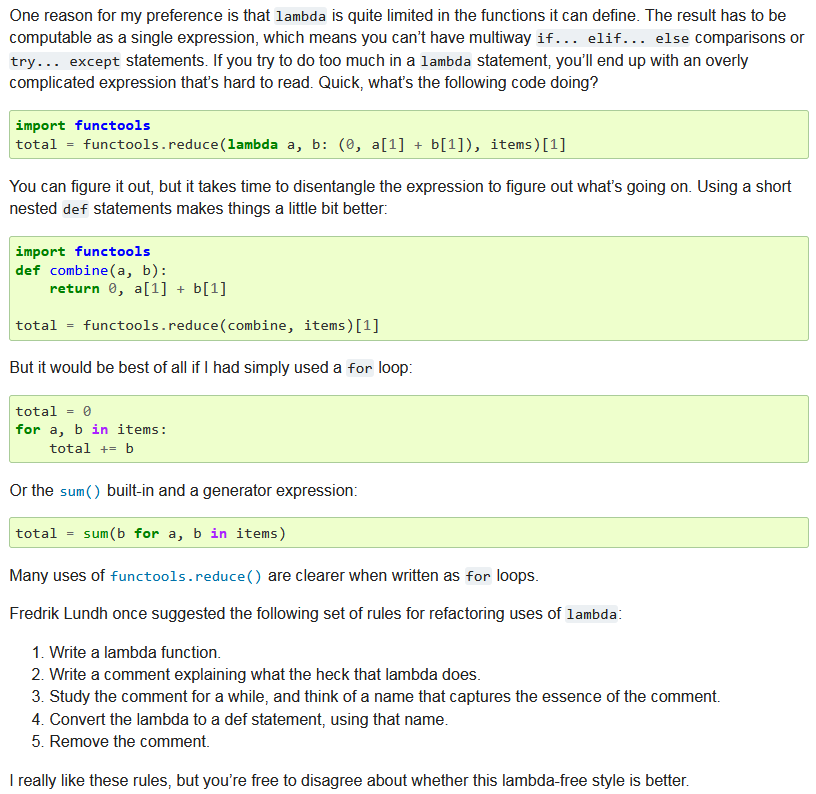 One reason for my preference is that lambda is quite limited in the functions it can define. The result has to be
computable as a single expression, which means you can’t have multiway if... elif... else comparisons or
try... except statements. If you try to do too much in a lambda statement, you’ll end up with an overly
complicated expression that’s hard to read. Quick, what’s the following code doing?
import functools
total = functools.reduce(lambda a, b: (0, a[1] + b[1]), items)[1]
You can figure it out, but it takes time to disentangle the expression to figure out what’s going on. Using a short
nested def statements makes things a little bit better:
import functools
def combine(a, b):
    return 0, a[1] + b[1]
total = functools.reduce(combine, items)[1]
But it would be best of all if I had simply used a for loop:
total = 0
for a, b in items:
    total += b
Or the sum() built-in and a generator expression:
total = sum(b for a, b in items)
Many uses of functools.reduce() are clearer when written as for loops.
Fredrik Lundh once suggested the following set of rules for refactoring uses of lambda:
1. Write a lambda function.
2. Write a comment explaining what the heck that lambda does.
3. Study the comment for a while, and think of a name that captures the essence of the comment.
4. Convert the lambda to a def statement, using that name.
5. Remove the comment.
I really like these rules, but you’re free to disagree about whether this lambda-free style is better.